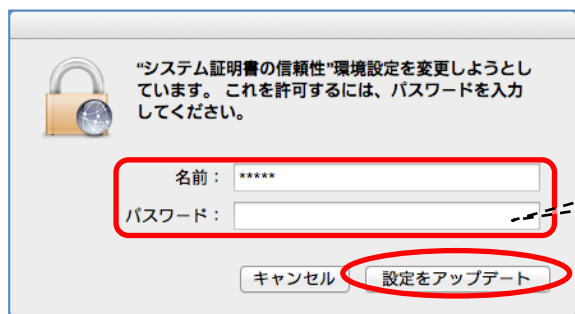 “システム証明書の信頼性”環境設定を変更しようとし
ています。 これを許可するには、パスワードを入力
してください。
名前： *****
パスワード：
キャンセル 設定をアップデート